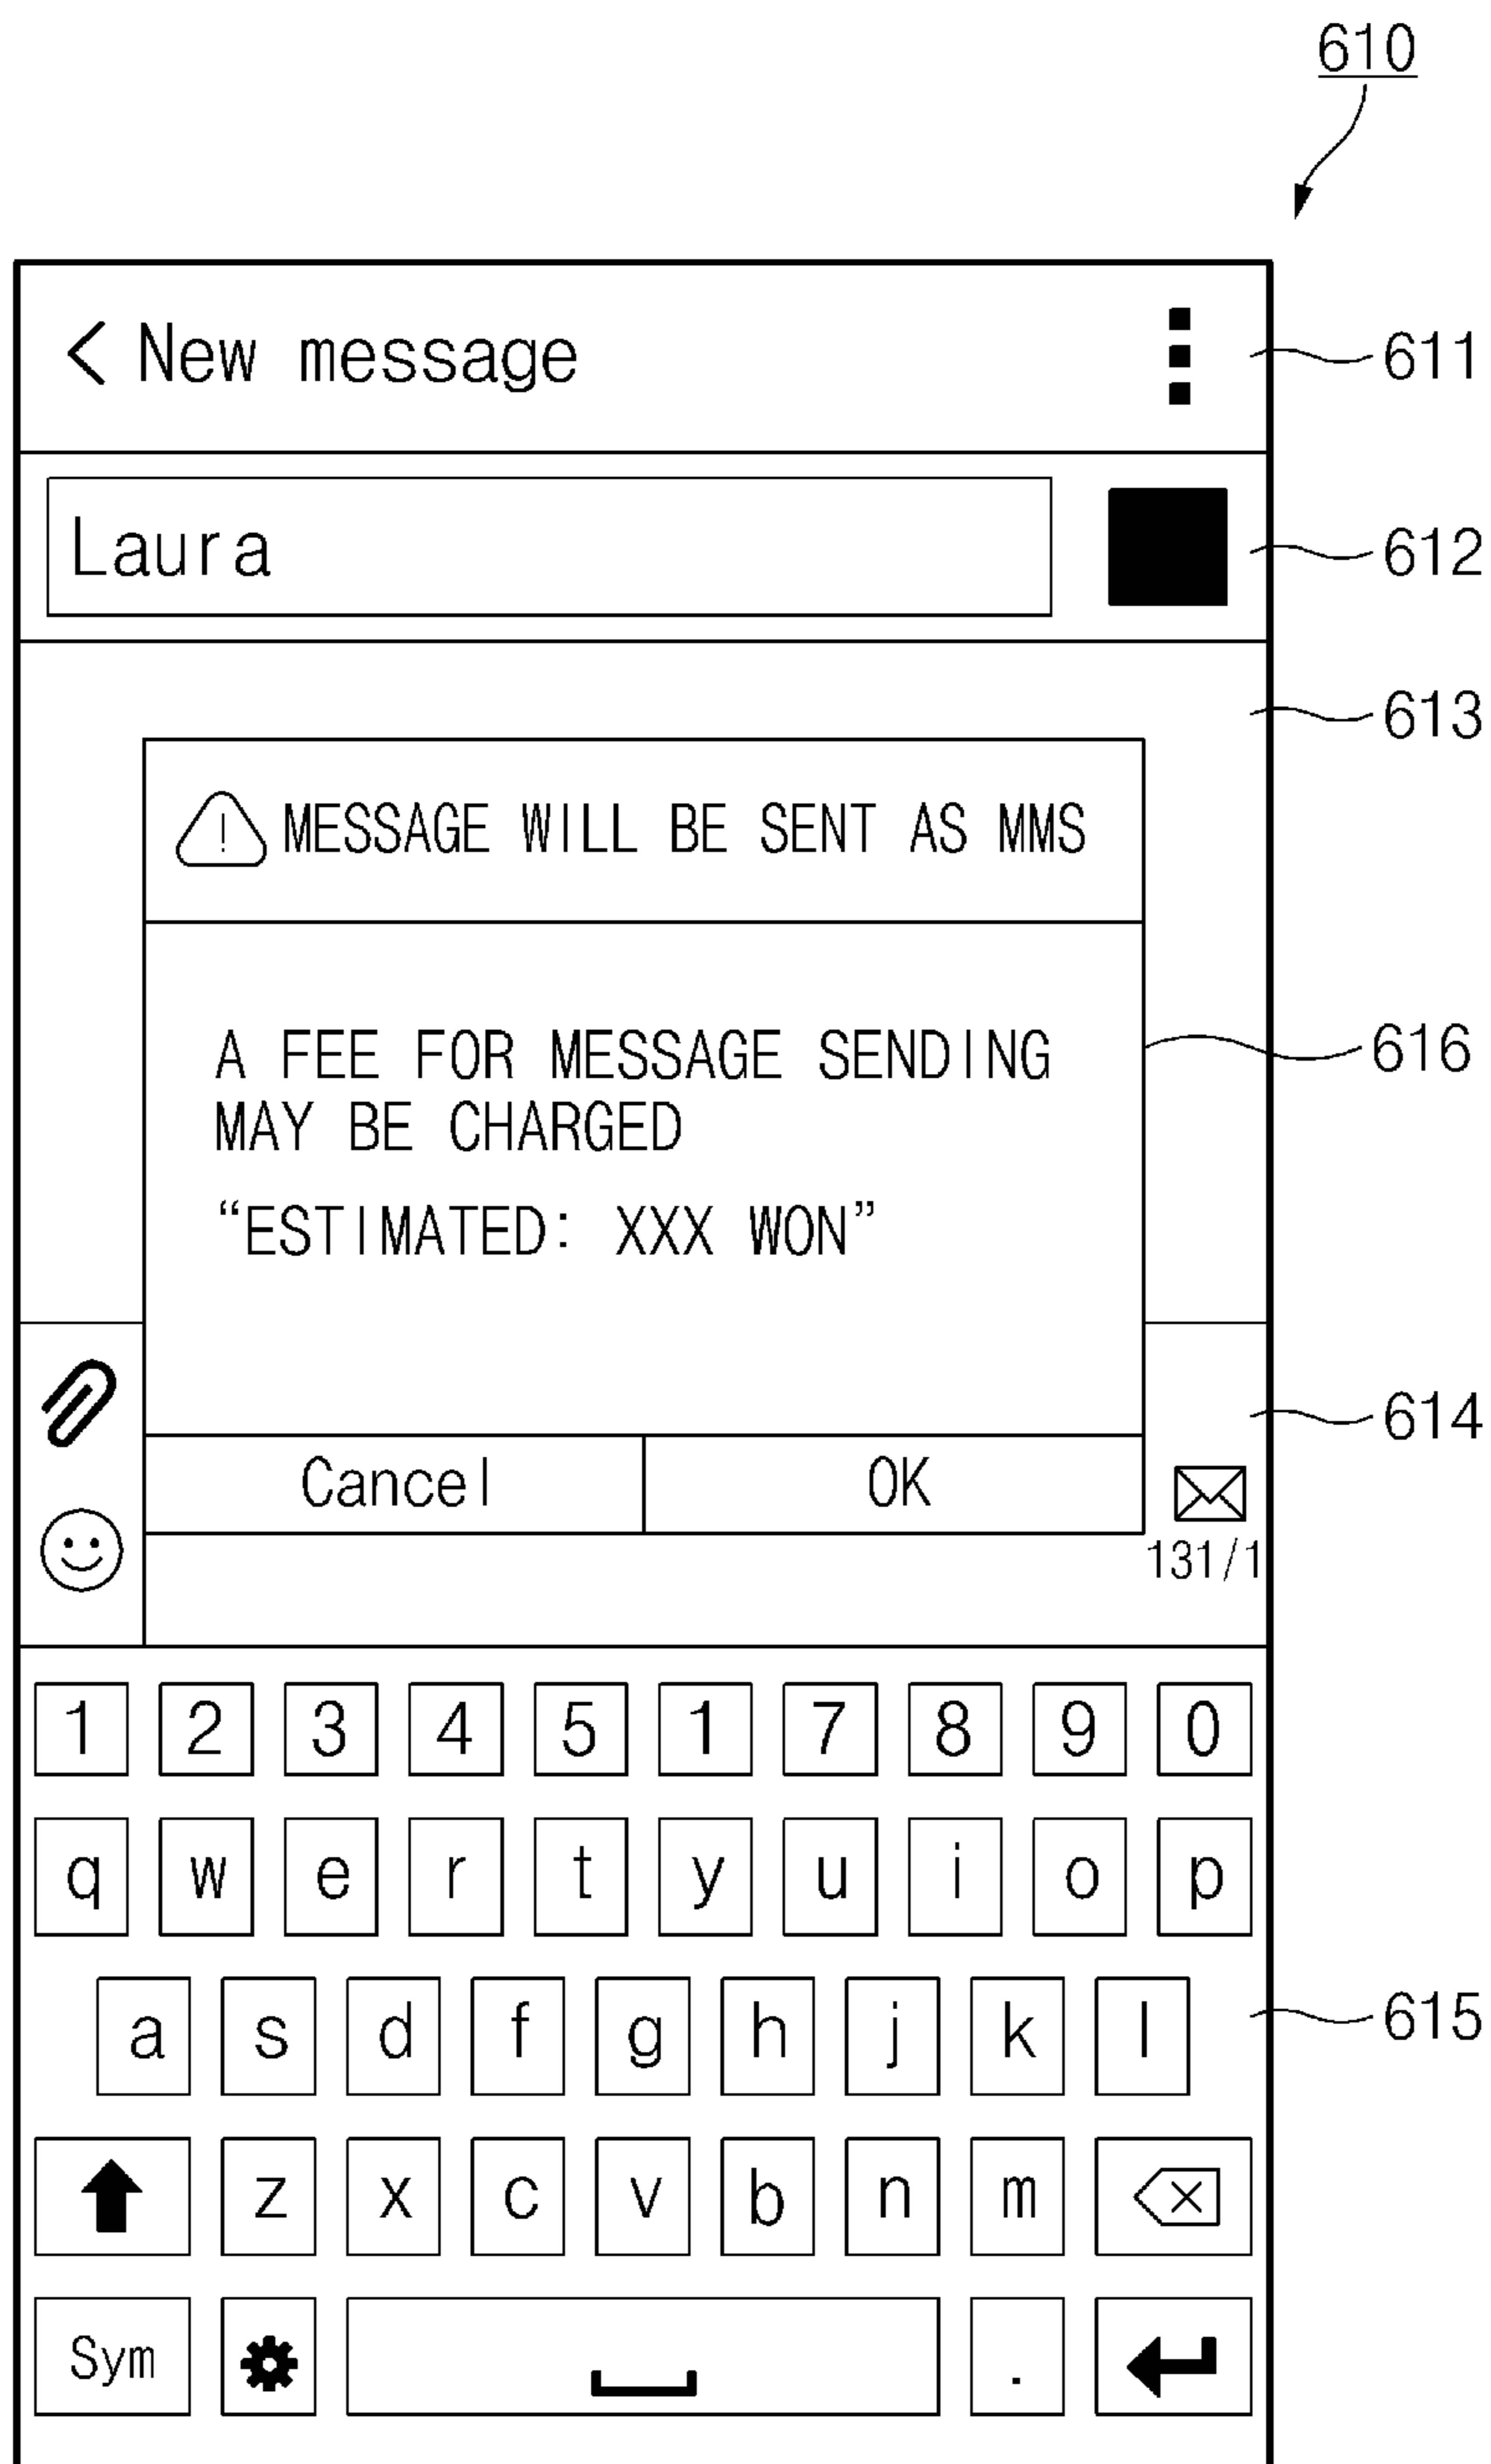 610
< New message
611
Laura
612
613
MESSAGE WILL BE SENT AS MMS
A FEE FOR MESSAGE SENDING
MAY BE CHARGED
“ESTIMATED: XXX WON”
616
614
Cancel OK
131/1
1 2 3 4 5 1 7 8 9 0
q w e r t y u i o p
a s d f g h j k l
615
z x c v b n m
Sym .